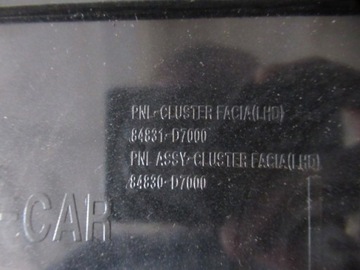 PNL-CLUSTER FACIA(LHD)
84831-D7000
PNL ASSY-CLUSTER FACIA(LHD)
84830-D7000
CAR